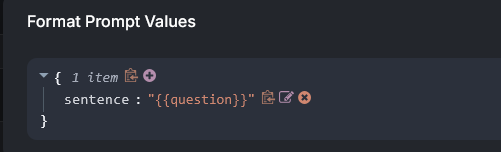 Format Prompt Values
{ 1 item
sentence : "{{question}}"
}